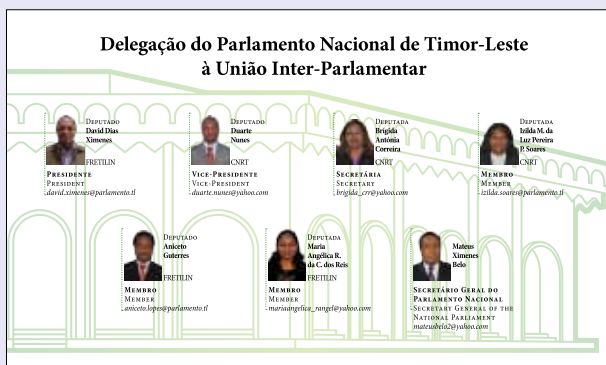 Delegação do Parlamento Nacional de Timor-Leste
à União Inter-Parlamentar
Deputado
David Dias
Ximenes
FRETILIN
Presidente
President
david.ximenes@parlamento.tl
Deputado
Duarte
Nunes
CNRT
Vice-Presidente
Vice-President
duarte.nunes@yahoo.com
Deputada
Brígida
Antónia
Correira
CNRT
Secretária
Secretary
brigida_crr@yahoo.com
Deputada
Izilda M. da
Luz Pereira
P. Soares
CNRT
Membro
Member
izilda.soares@parlamento.tl
Deputado
Aniceto
Guterres
FRETILIN
Membro
Member
aniceto.lopes@parlamento.tl
Deputada
Maria
Angélica R.
da C. dos Reis
FRETILIN
Membro
Member
mariaangelica_rangel@yahoo.com
Mateus
Ximenes
Belo
Secretário Geral do
Parlamento Nacional
Secretary General of the
National Parliament
mateusbelo2@yahoo.com